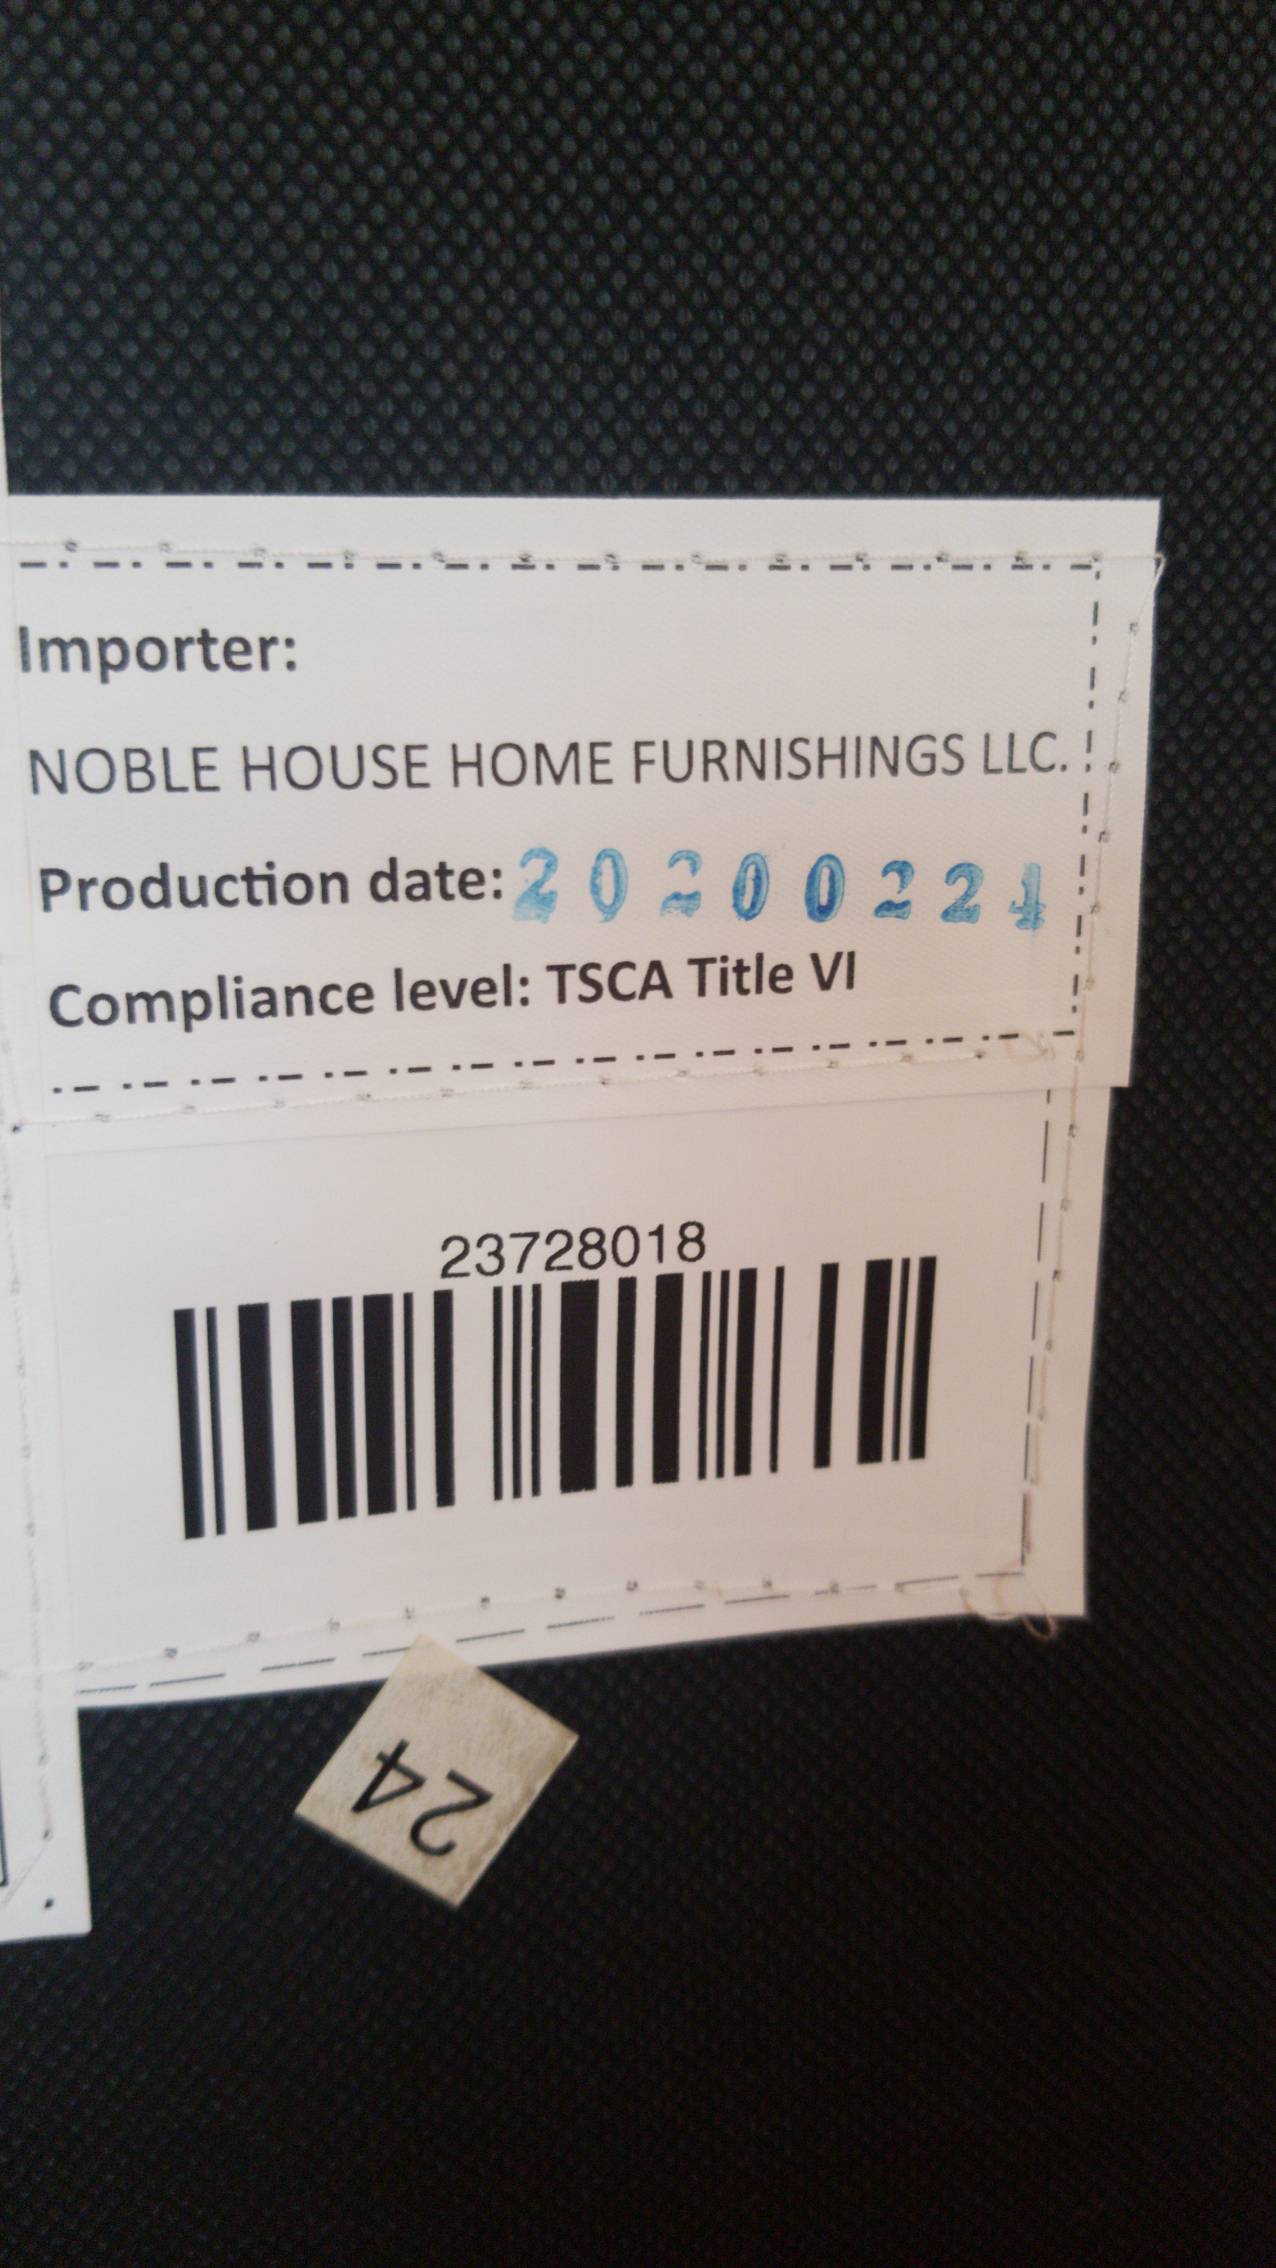 Importer:
NOBLE HOUSE HOME FURNISHINGS LLC.
Production date: 20200224
Compliance level: TSCA Title VI
23728018
24